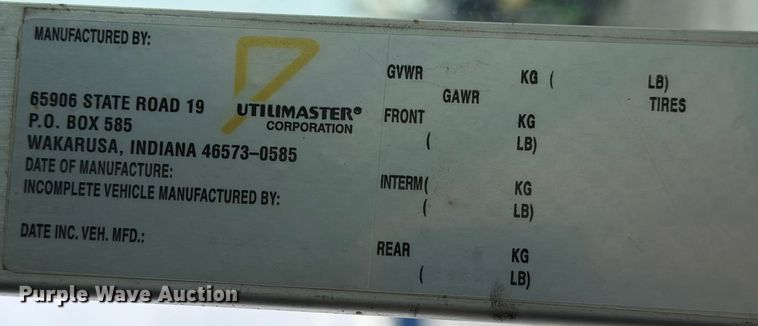 MANUFACTURED BY:
65906 STATE ROAD 19
P.O. BOX 585
WAKARUSA, INDIANA 46573-0585
UTILIMASTER®
CORPORATION
DATE OF MANUFACTURE:
INCOMPLETE VEHICLE MANUFACTURED BY:
DATE INC. VEH. MFD.:
GVWR KG ( LB)
GAWR TIRES
FRONT KG
( LB)
INTERM( KG
( LB)
REAR KG
( LB)
Purple Wave Auction